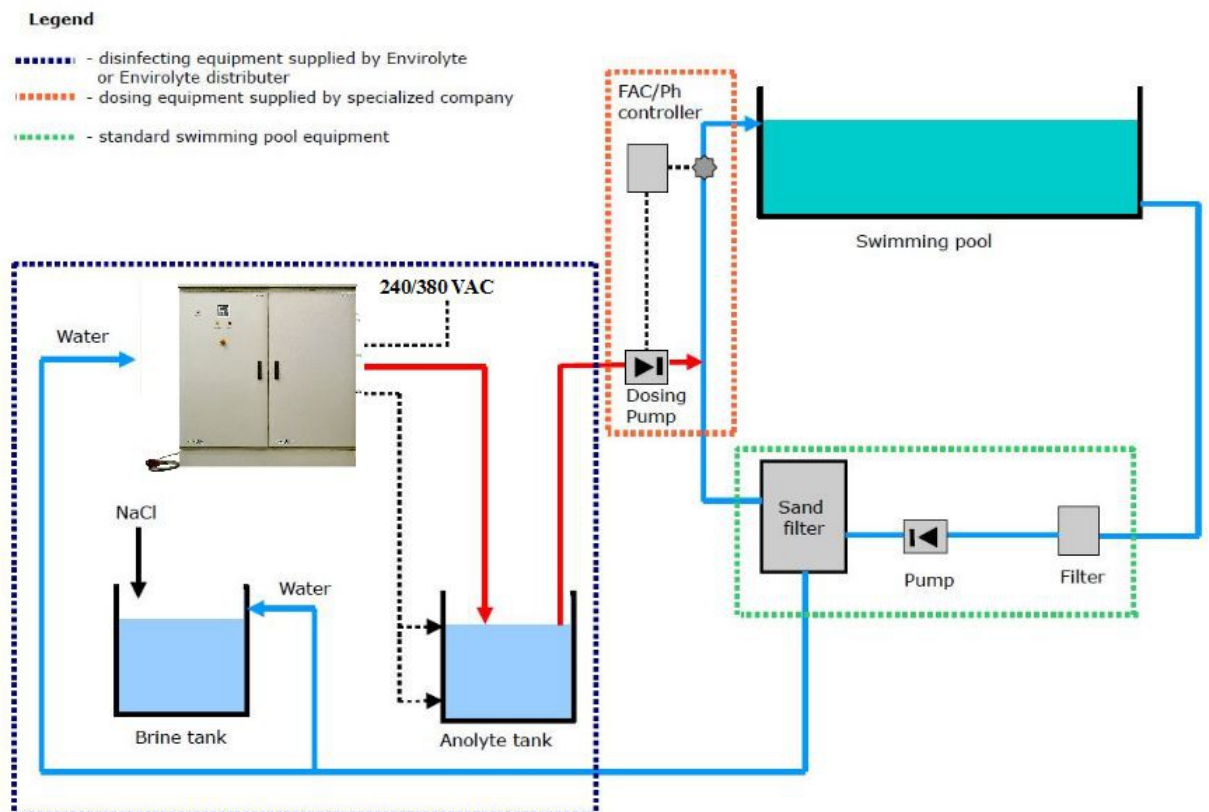 Legend
- disinfecting equipment supplied by Envirolyte
or Envirolyte distributer
- dosing equipment supplied by specialized company
- standard swimming pool equipment
FAC/Ph
controller
Swimming pool
240/380 VAC
Water
Dosing
Pump
NaCl
Water
Sand
filter
Pump
Filter
Brine tank
Anolyte tank